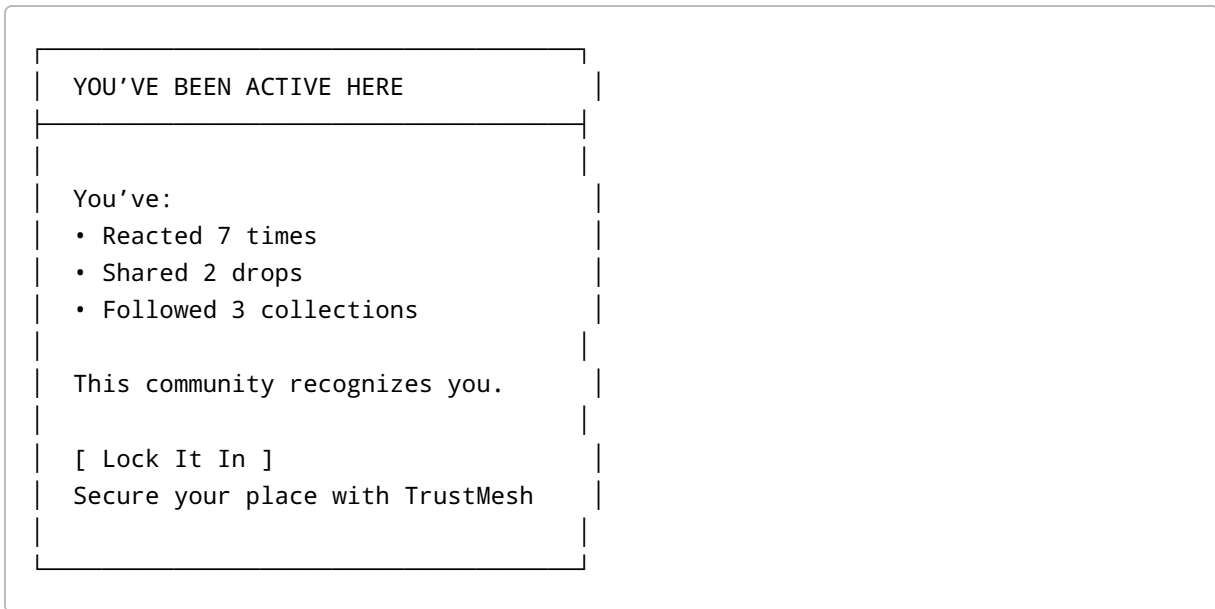 YOU’VE BEEN ACTIVE HERE
You’ve:
• Reacted 7 times
• Shared 2 drops
• Followed 3 collections
This community recognizes you.
[ Lock It In ]
Secure your place with TrustMesh